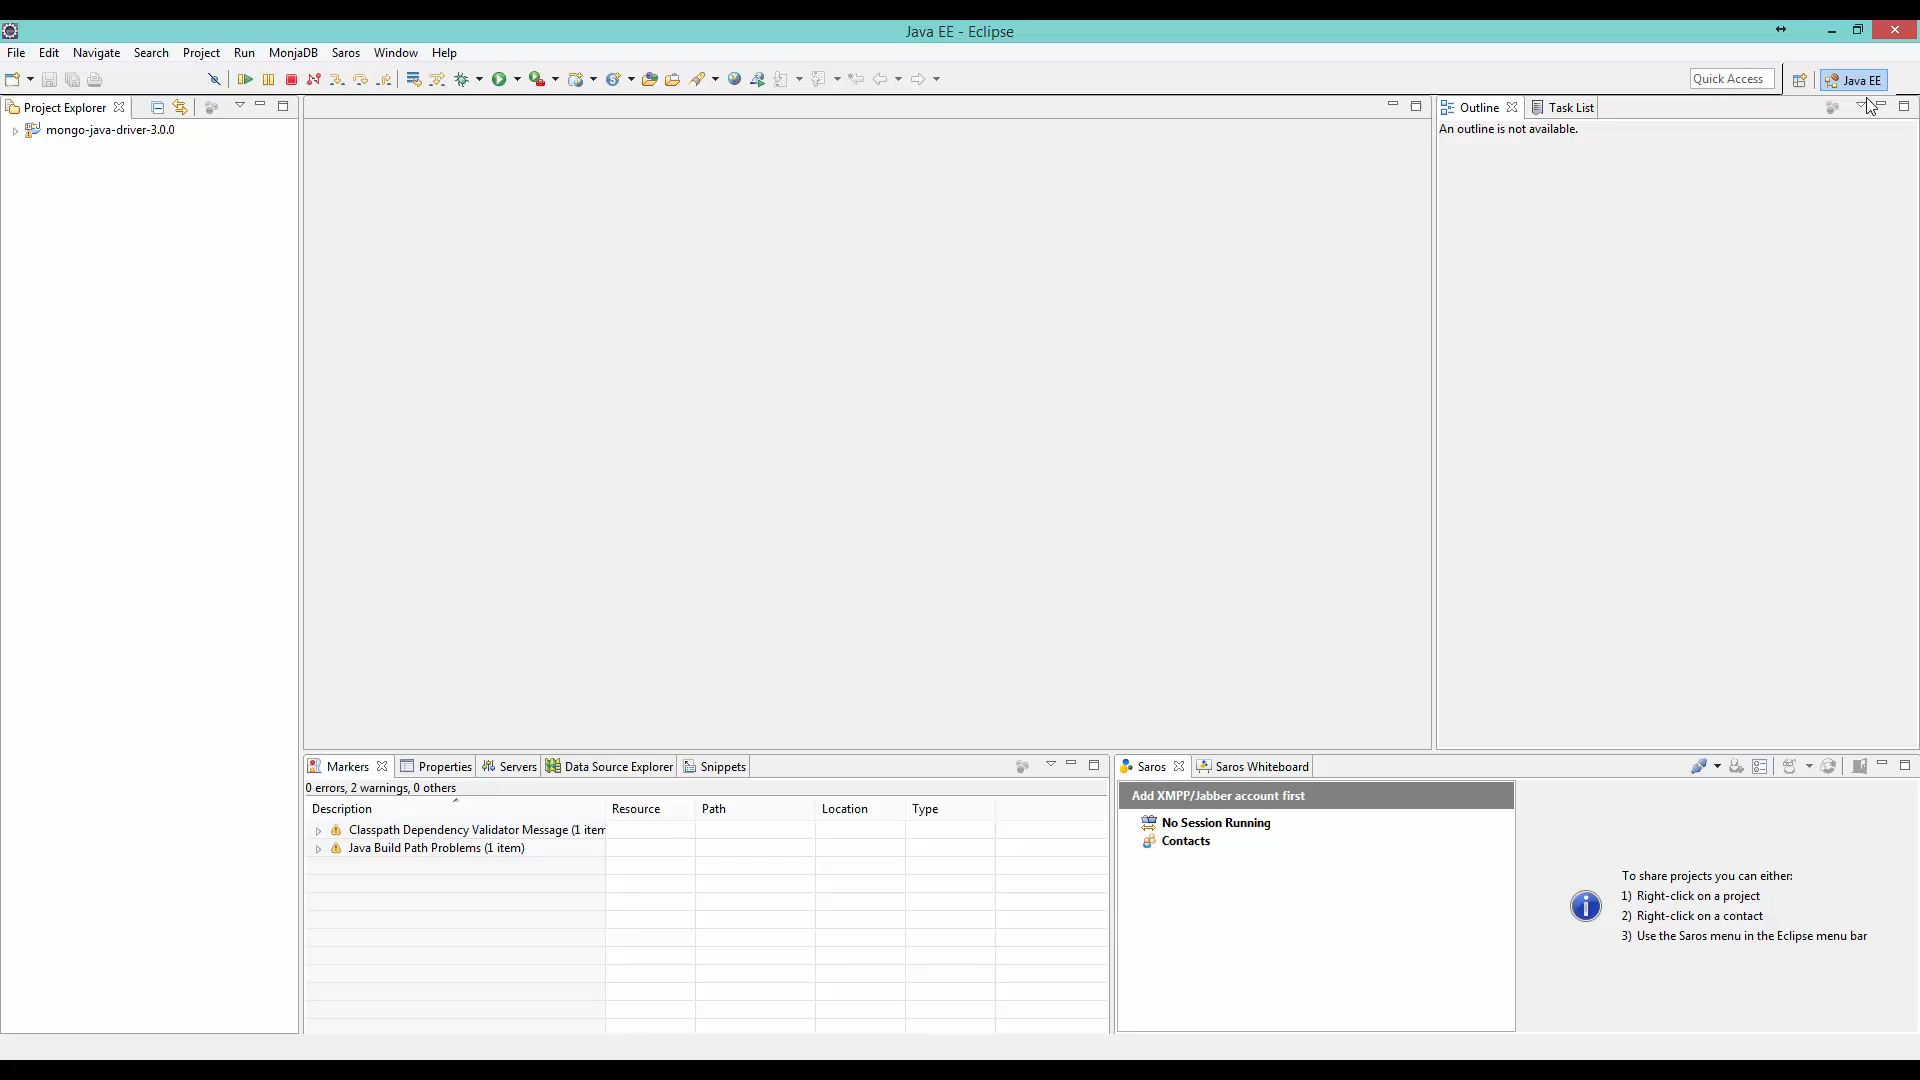 Java EE - Eclipse
File Edit Navigate Search Project Run MonjaDB Saros Window Help
Quick Access
Java EE
Project Explorer
mongo-java-driver-3.0.0
Outline
Task List
An outline is not available.
Markers
Properties
Servers
Data Source Explorer
Snippets
0 errors, 2 warnings, 0 others
Description Resource Path Location Type
Classpath Dependency Validator Message (1 item
Java Build Path Problems (1 item)
Saros
Saros Whiteboard
Add XMPP/Jabber account first
No Session Running
Contacts
To share projects you can either:
1) Right-click on a project
2) Right-click on a contact
3) Use the Saros menu in the Eclipse menu bar